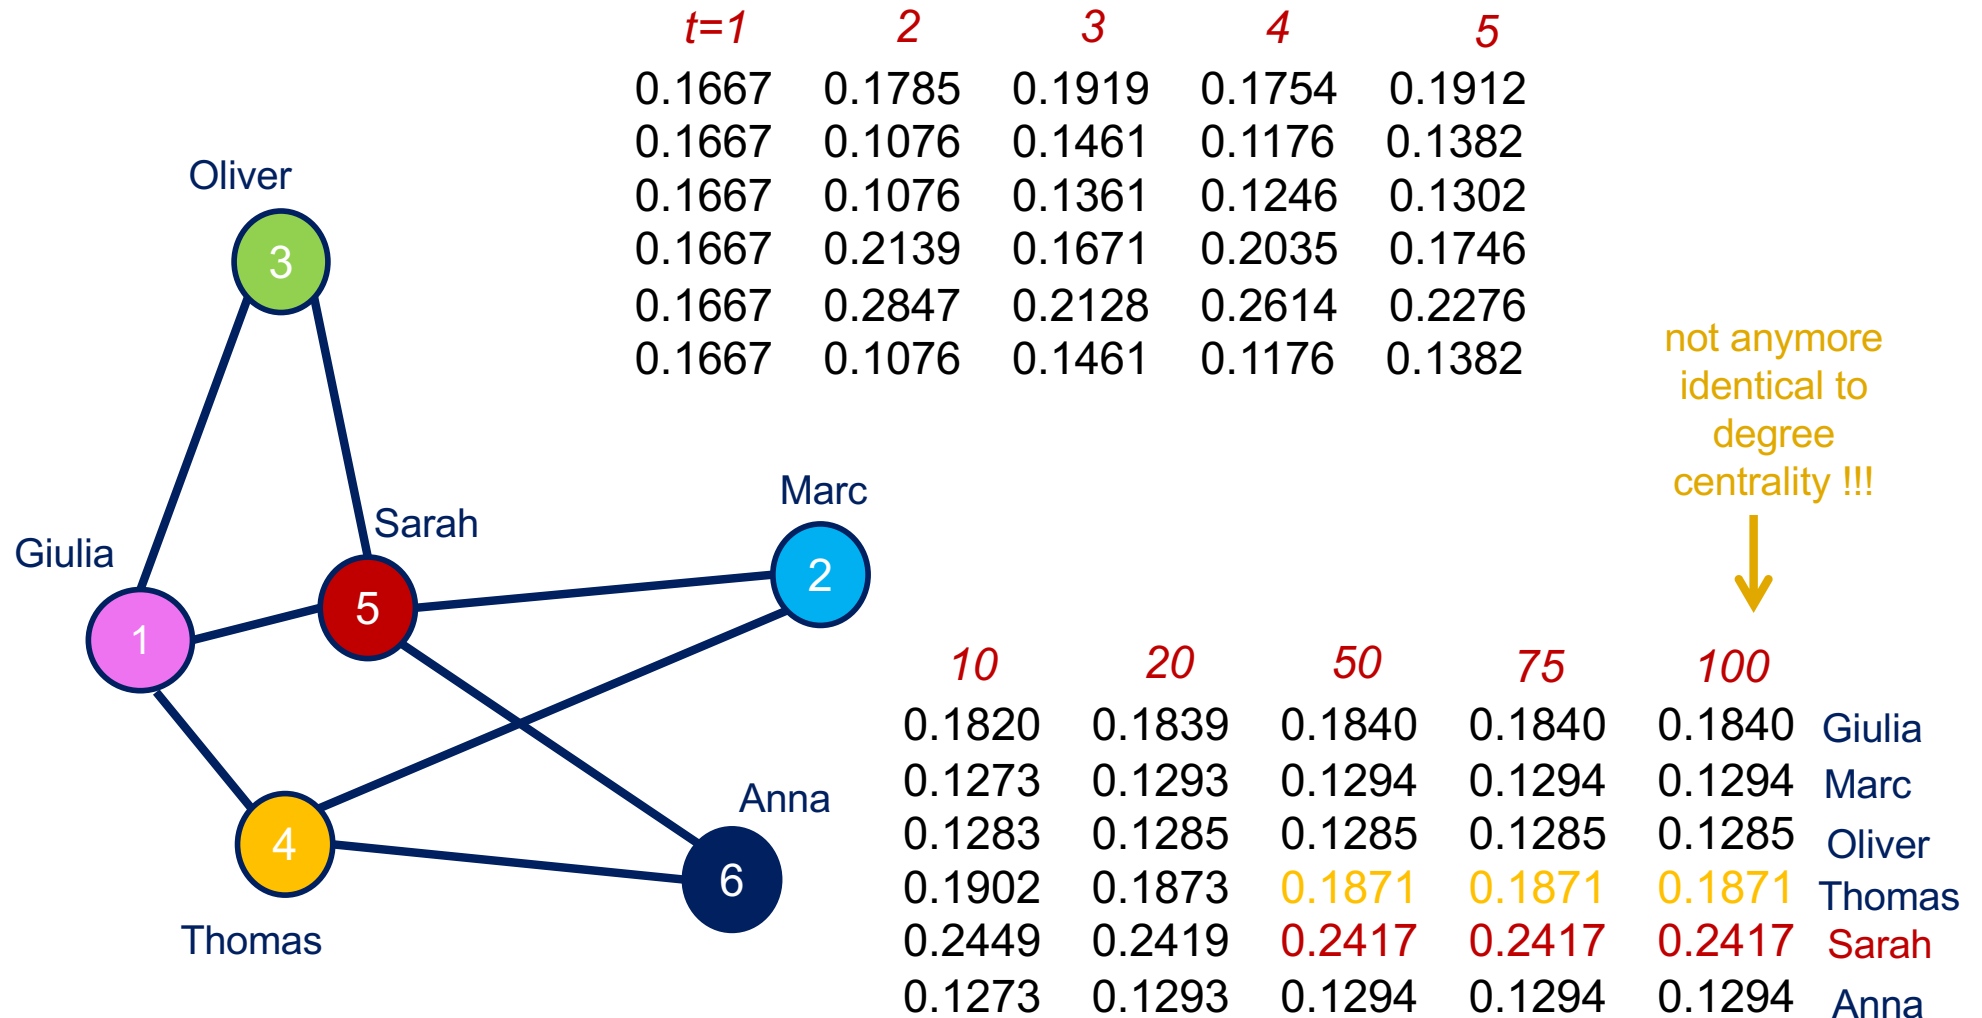 t=1 2 3 4 5
0.1667 0.1785 0.1919 0.1754 0.1912
0.1667 0.1076 0.1461 0.1176 0.1382
0.1667 0.1076 0.1361 0.1246 0.1302
0.1667 0.2139 0.1671 0.2035 0.1746
0.1667 0.2847 0.2128 0.2614 0.2276
0.1667 0.1076 0.1461 0.1176 0.1382
Oliver
3
Sarah
Giulia
5
1
Marc
2
Anna
4
6
Thomas
not anymore
identical to
degree
centrality !!!
10 20 50 75 100
0.1820 0.1839 0.1840 0.1840 0.1840 Giulia
0.1273 0.1293 0.1294 0.1294 0.1294 Marc
0.1283 0.1285 0.1285 0.1285 0.1285 Oliver
0.1902 0.1873 0.1871 0.1871 0.1871 Thomas
0.2449 0.2419 0.2417 0.2417 0.2417 Sarah
0.1273 0.1293 0.1294 0.1294 0.1294 Anna